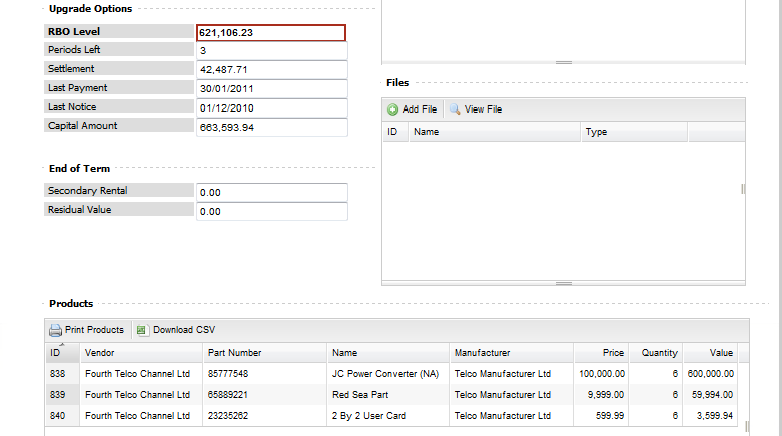 Upgrade Options
RBO Level 621,106.23
Periods Left 3
Settlement 42,487.71
Last Payment 30/01/2011
Last Notice 01/12/2010
Capital Amount 663,593.94
End of Term
Secondary Rental 0.00
Residual Value 0.00
Files
Add File View File
ID Name Type
Products
Print Products Download CSV
ID Vendor Part Number Name Manufacturer Price Quantity Value
838 Fourth Telco Channel Ltd 85777548 JC Power Converter (NA) Telco Manufacturer Ltd 100,000.00 6 600,000.00
839 Fourth Telco Channel Ltd 65889221 Red Sea Part Telco Manufacturer Ltd 9,999.00 6 59,994.00
840 Fourth Telco Channel Ltd 23235262 2 By 2 User Card Telco Manufacturer Ltd 599.99 6 3,599.94